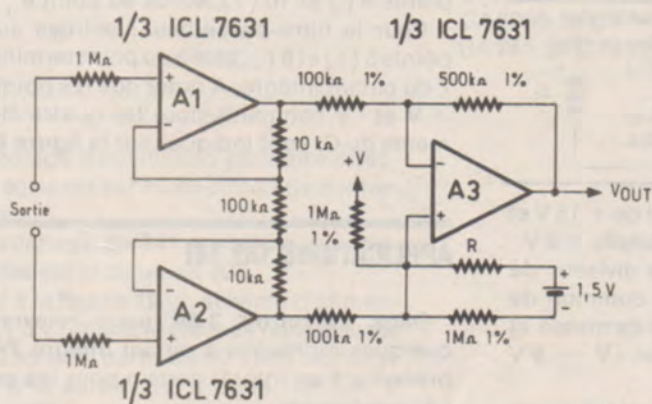 1/3 ICL 7631
1/3 ICL 7631
1 MΩ
+
A1
-
100kΩ 1%
500kΩ 1%
10 kΩ
+V
-
A3
+
VOUT
Sortie
100kΩ
1MΩ
1%
R
+
1,5 V
-
10kΩ
-
A2
+
1MΩ
100kΩ 1%
1MΩ 1%
1/3 ICL 7631